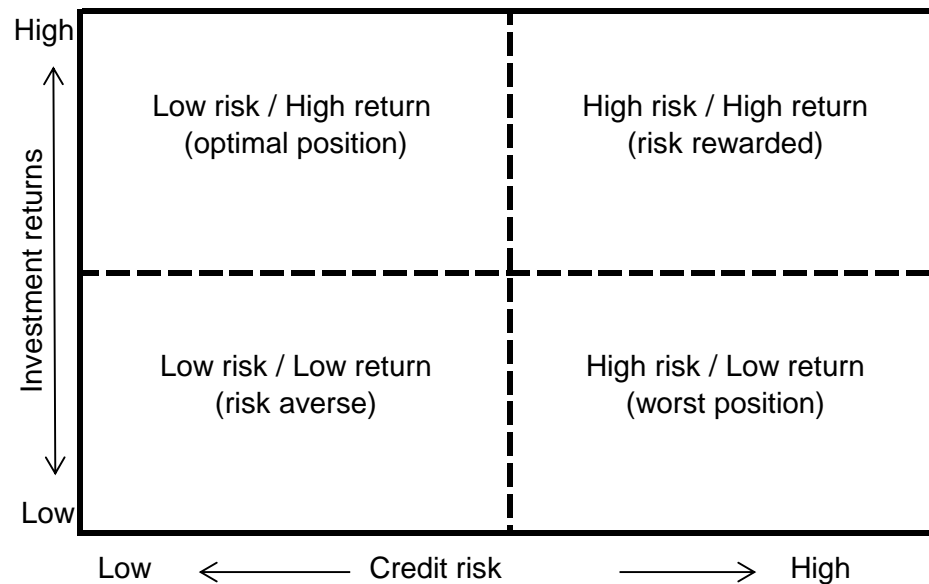 High
Low risk / High return
(optimal position)
High risk / High return
(risk rewarded)
Investment returns
Low risk / Low return
(risk averse)
High risk / Low return
(worst position)
Low
Low
Credit risk
High